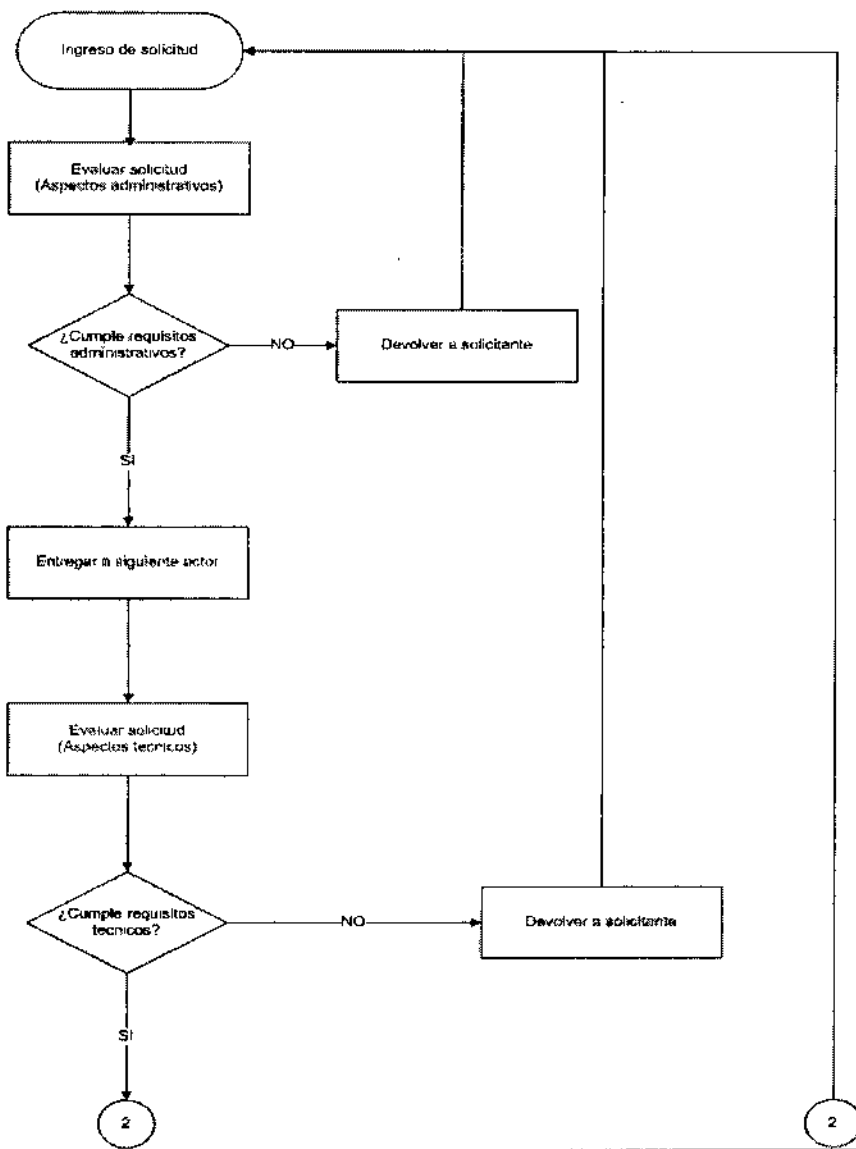 Ingreso de solicitud
Evaluar solicitud
(Aspectos administrativos)
¿Cumple requisitos
administrativos?
NO
Devolver a solicitante
SI
Entregar a siguiente actor
Evaluar solicitud
(Aspectos tecnicos)
¿Cumple requisitos
tecnicos?
NO
Devolver a solicitante
SI
2
2